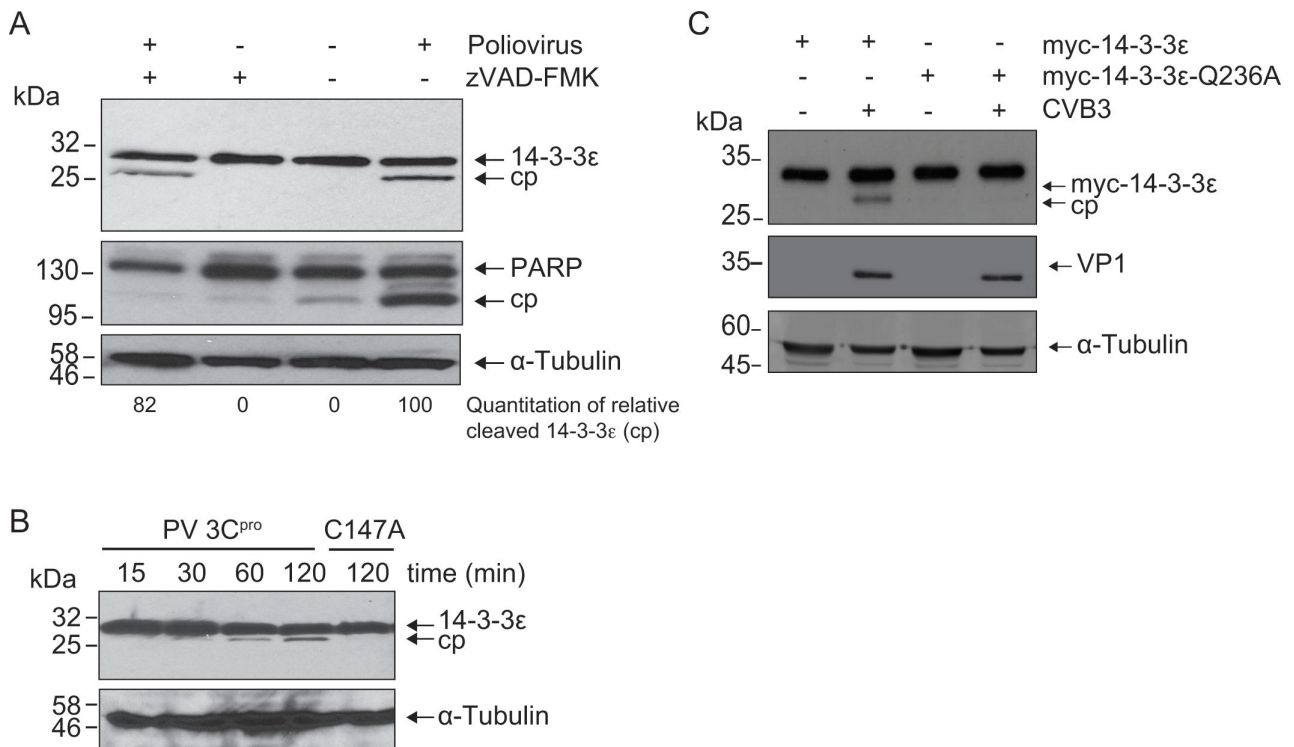 A
+ - - + Poliovirus
+ + - - zVAD-FMK
kDa
32
25
14-3-3ε
cp
130
95
PARP
cp
58
46
α-Tubulin
82 0 0 100 Quantitation of relative
cleaved 14-3-3ε (cp)
C
+ + - - myc-14-3-3ε
- - + + myc-14-3-3ε-Q236A
- + - + CVB3
kDa
35
25
myc-14-3-3ε
cp
35
VP1
60
45
α-Tubulin
B
PV 3Cᵖʳᵒ C147A
kDa 15 30 60 120 120 time (min)
32
25
14-3-3ε
cp
58
46
α-Tubulin